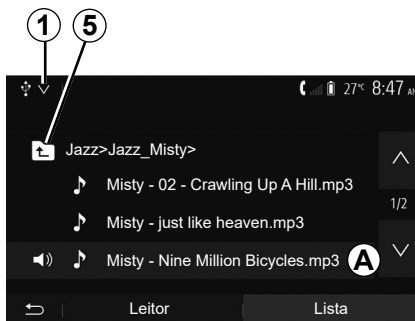 1 5
27°C 8:47 AM
Jazz>Jazz_Misty>
Misty - 02 - Crawling Up A Hill.mp3
1/2
Misty - just like heaven.mp3
Misty - Nine Million Bicycles.mp3 A
Leitor Lista